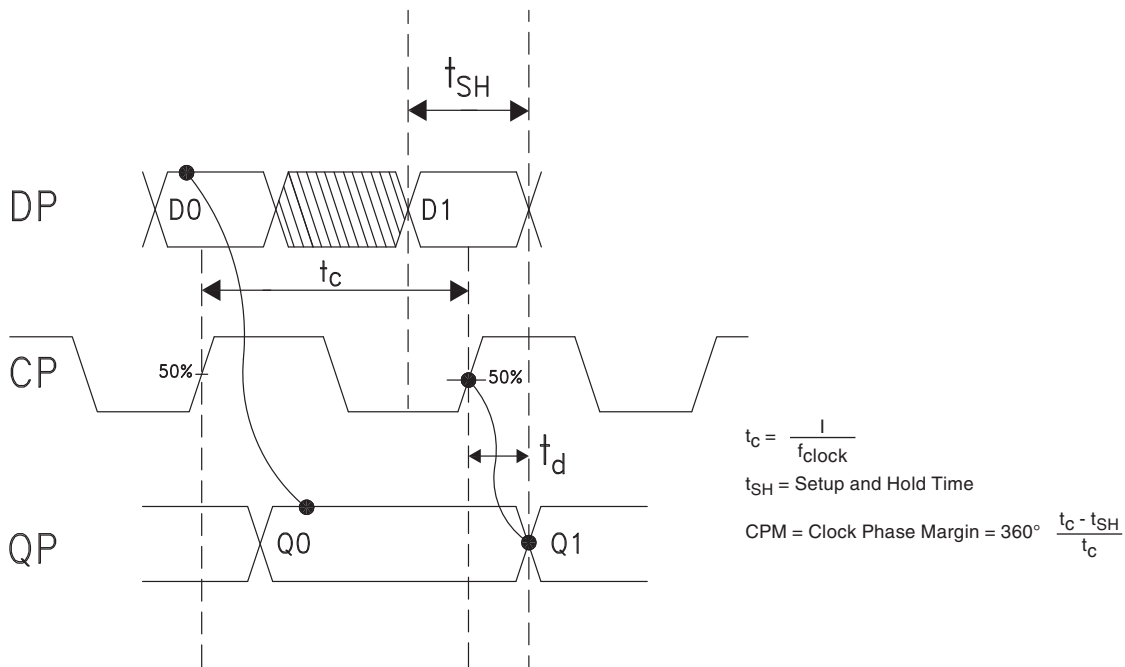 tSH
DP
D0
D1
tc
CP
50%
50%
td
QP
Q0
Q1
tc = I / fclock
tSH = Setup and Hold Time
CPM = Clock Phase Margin = 360° tc - tSH / tc